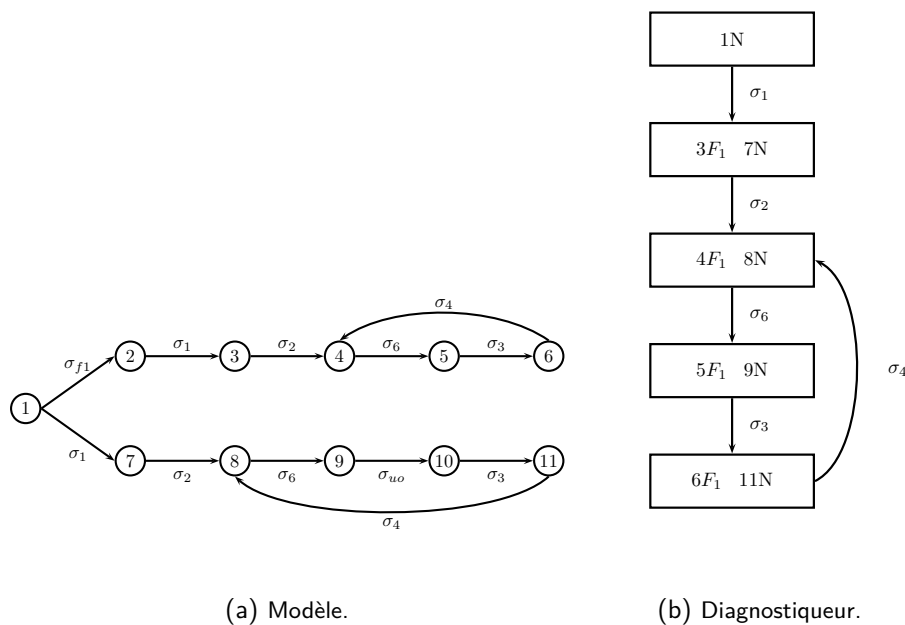 1N
σ1
3F1 7N
σ2
4F1 8N
σ6
5F1 9N
σ3
6F1 11N
σ4
σ4
σf1
2
σ1
3
σ2
4
σ6
5
σ3
6
1
σ1
7
σ2
8
σ6
9
σuo
10
σ3
11
σ4
(a) Modèle.
(b) Diagnostiqueur.